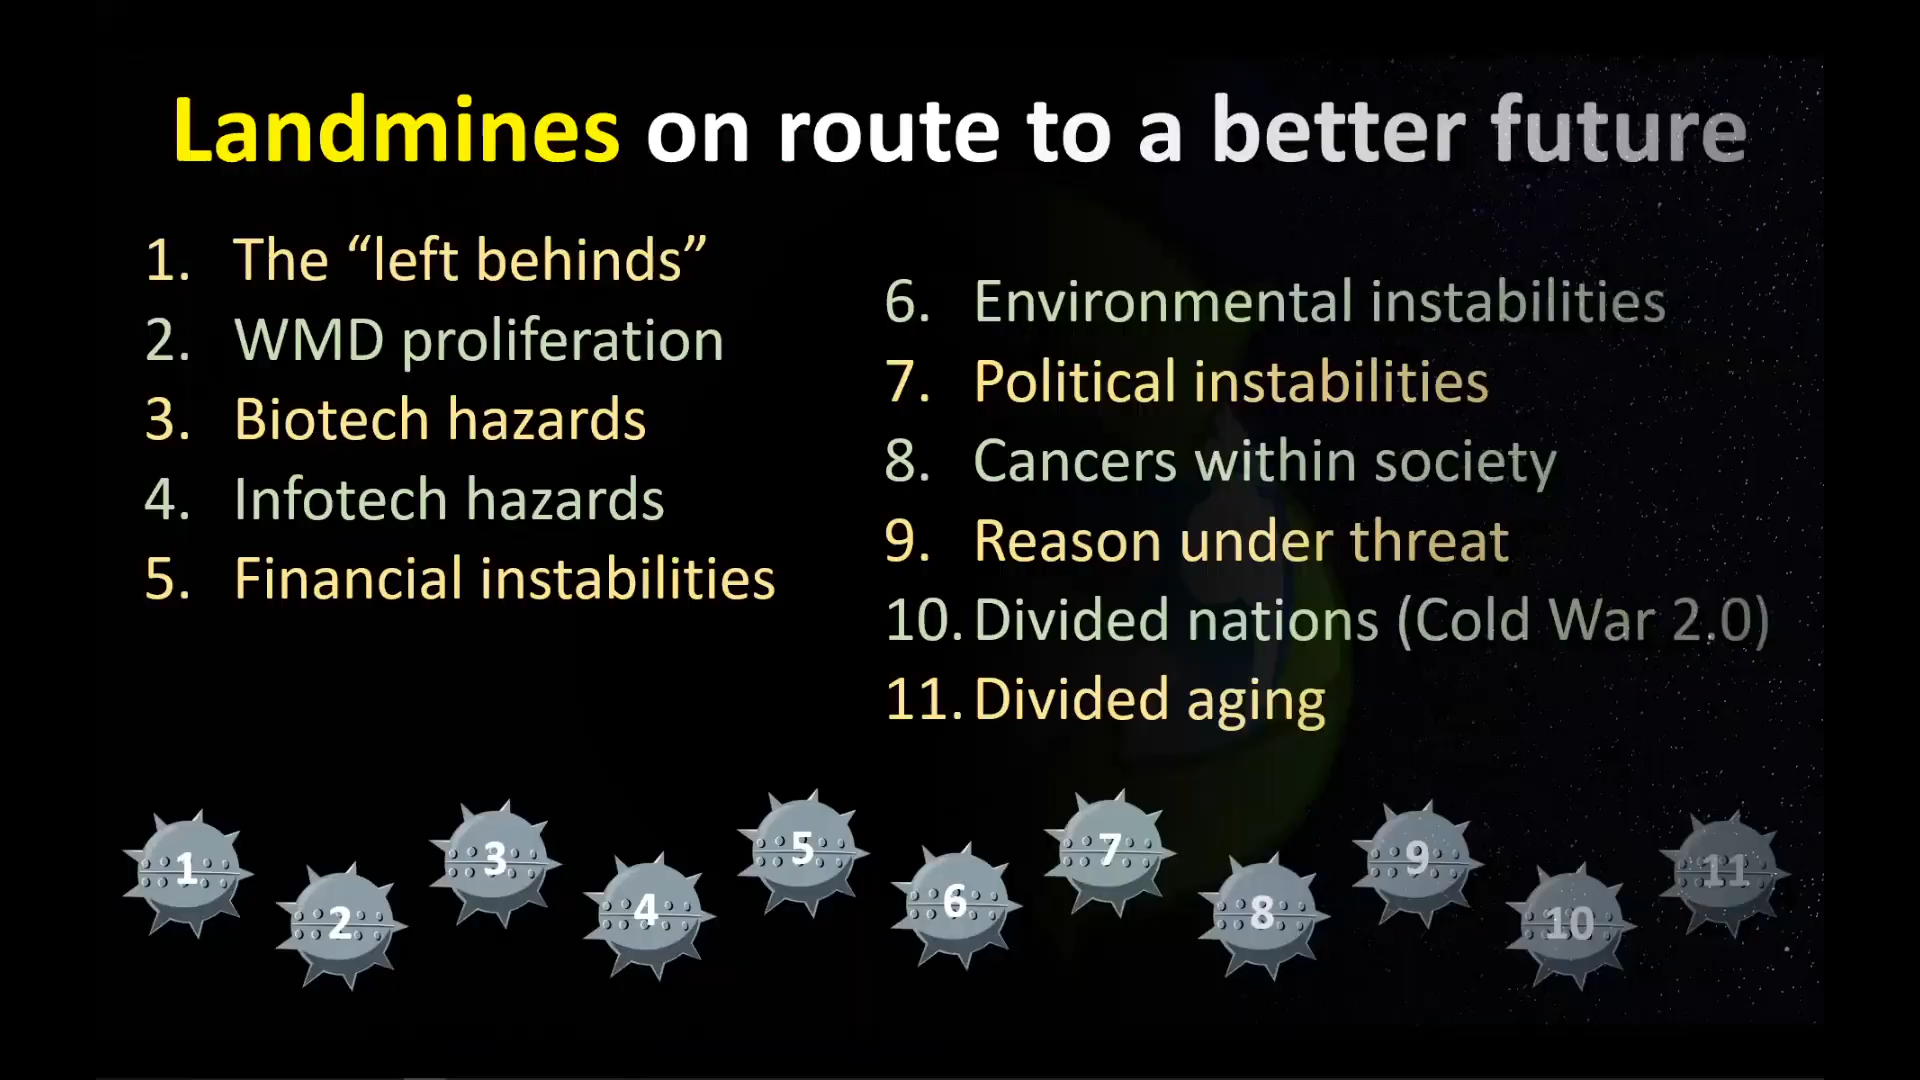 Landmines on route to a better future
1. The “left behinds”
2. WMD proliferation
3. Biotech hazards
4. Infotech hazards
5. Financial instabilities
6. Environmental instabilities
7. Political instabilities
8. Cancers within society
9. Reason under threat
10. Divided nations (Cold War 2.0)
11. Divided aging
1
2
3
4
5
6
7
8
9
10
11